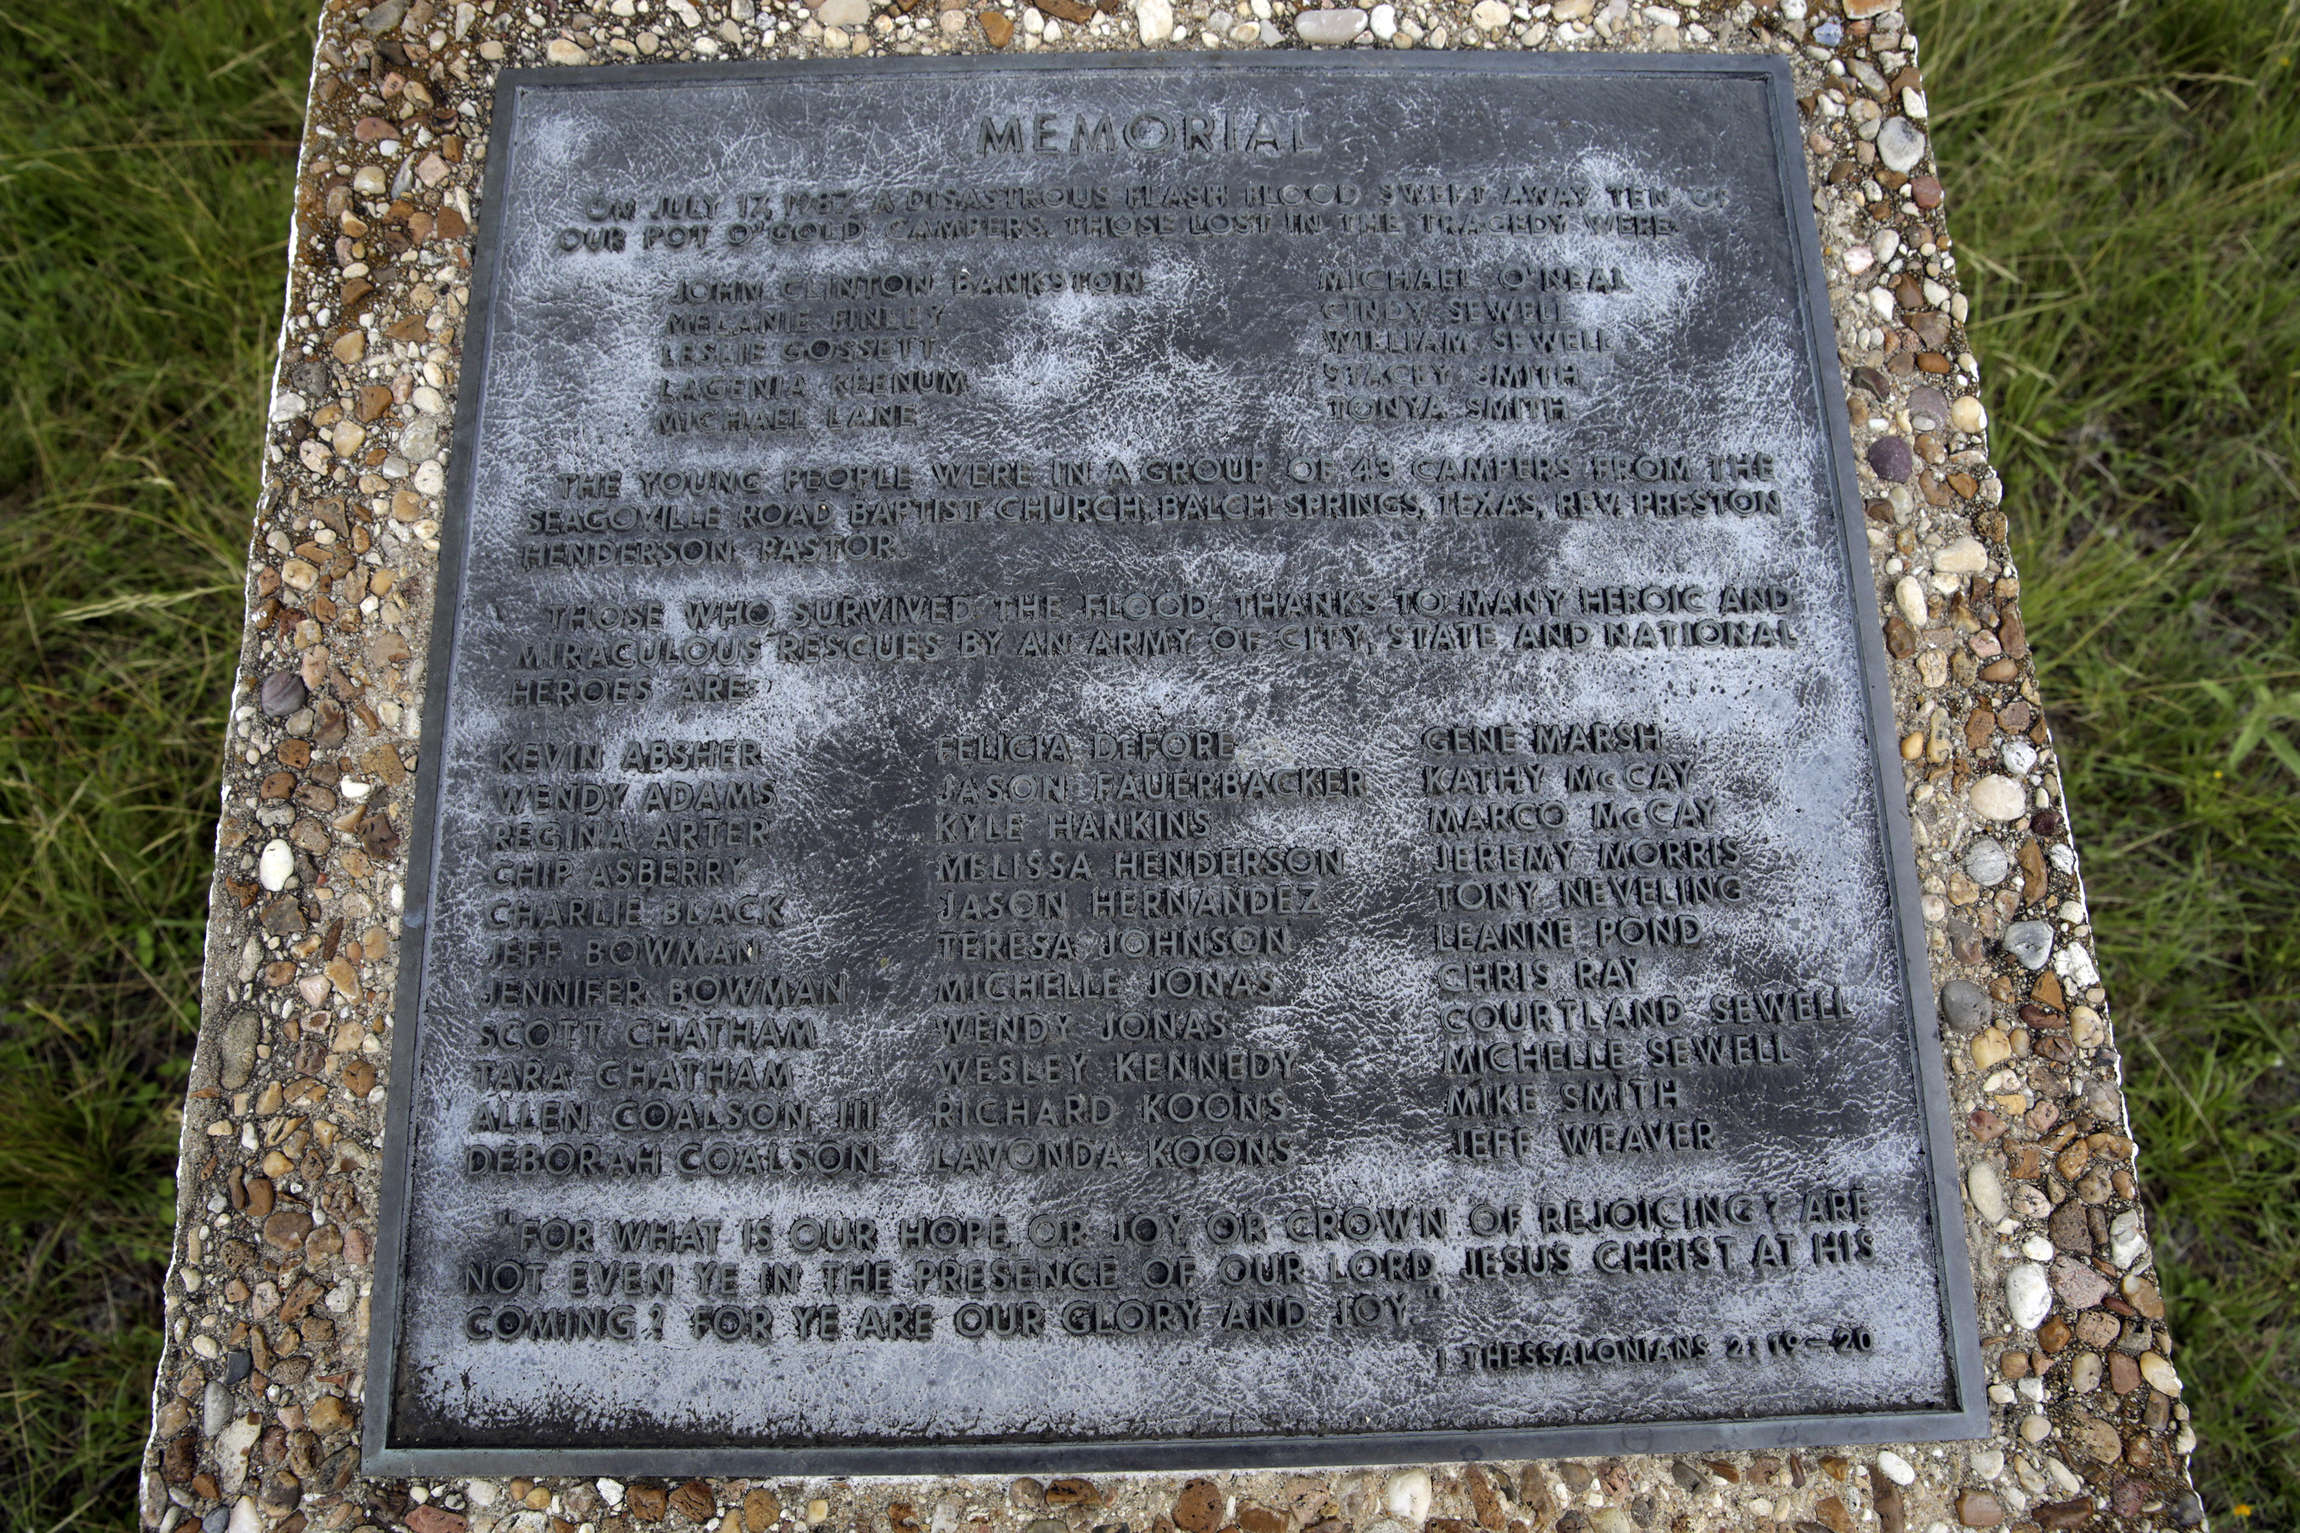 MEMORIAL
ON JULY 17, 1987, A DISASTROUS FLASH FLOOD SWEPT AWAY TEN OF
OUR POT O' GOLD CAMPERS. THOSE LOST IN THE TRAGEDY WERE:
JOHN CLINTON BANKSTON
MELANIE FINLEY
LESLIE GOSSETT
LAGENIA KEENUM
MICHAEL LANE
MICHAEL O'NEAL
CINDY SEWELL
WILLIAM SEWELL
STACEY SMITH
TONYA SMITH
THE YOUNG PEOPLE WERE IN A GROUP OF 43 CAMPERS FROM THE
SEAGOVILLE ROAD BAPTIST CHURCH, BALCH SPRINGS, TEXAS, REV. PRESTON
HENDERSON, PASTOR.
THOSE WHO SURVIVED THE FLOOD, THANKS TO MANY HEROIC AND
MIRACULOUS RESCUES BY AN ARMY OF CITY, STATE AND NATIONAL
HEROES ARE:
KEVIN ABSHER
WENDY ADAMS
REGINA ARTER
CHIP ASBERRY
CHARLIE BLACK
JEFF BOWMAN
JENNIFER BOWMAN
SCOTT CHATHAM
TARA CHATHAM
ALLEN COALSON, III
DEBORAH COALSON
FELICIA DeFORE
JASON FAUERBACKER
KYLE HANKINS
MELISSA HENDERSON
JASON HERNANDEZ
TERESA JOHNSON
MICHELLE JONAS
WENDY JONAS
WESLEY KENNEDY
RICHARD KOONS
LAVONDA KOONS
GENE MARSH
KATHY McCAY
MARCO McCAY
JEREMY MORRIS
TONY NEVELING
LEANNE POND
CHRIS RAY
COURTLAND SEWELL
MICHELLE SEWELL
MIKE SMITH
JEFF WEAVER
"FOR WHAT IS OUR HOPE, OR JOY OR CROWN OF REJOICING? ARE
NOT EVEN YE IN THE PRESENCE OF OUR LORD JESUS CHRIST AT HIS
COMING? FOR YE ARE OUR GLORY AND JOY."
I THESSALONIANS 2:19-20